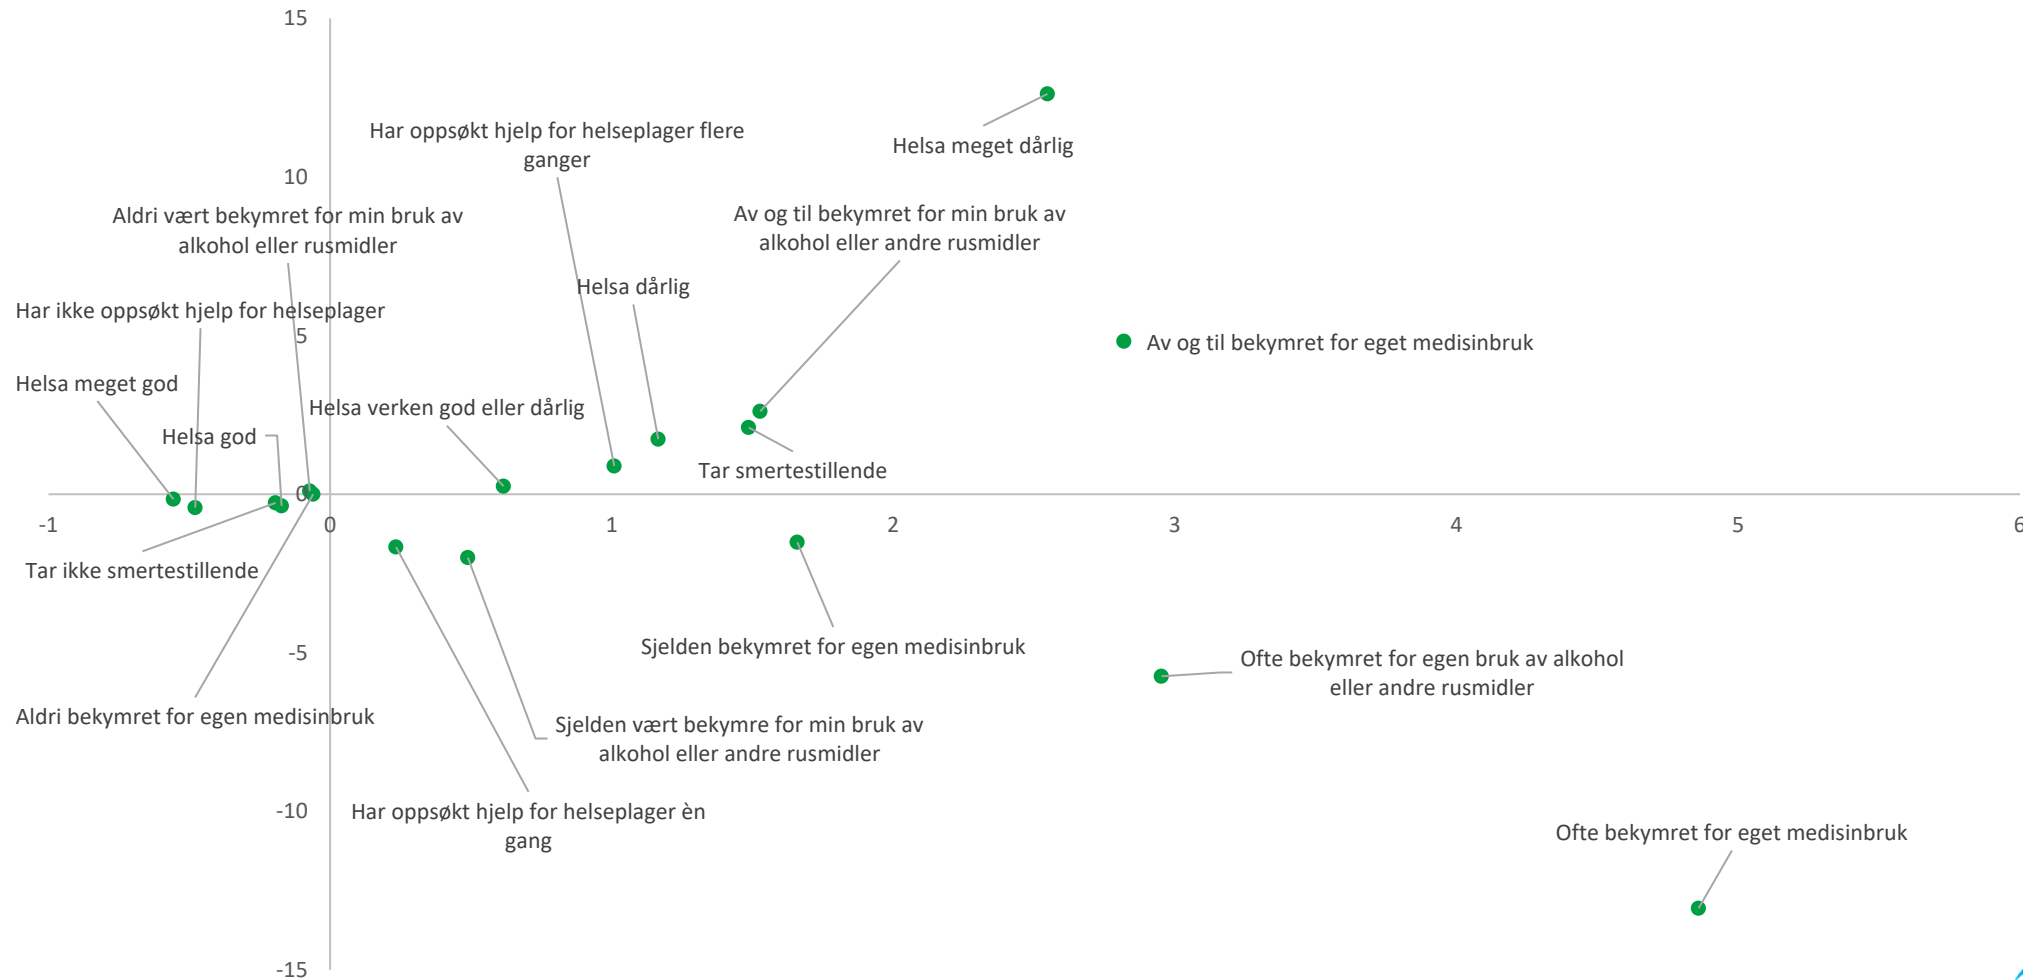 15
Har oppsøkt hjelp for helseplager flere
ganger
Helsa meget dårlig
10
Aldri vært bekymret for min bruk av
alkohol eller rusmidler
Av og til bekymret for min bruk av
alkohol eller andre rusmidler
Helsa dårlig
Har ikke oppsøkt hjelp for helseplager
5
Av og til bekymret for eget medisinbruk
Helsa meget god
Helsa verken god eller dårlig
Helsa god
Tar smertestillende
0
-1
0
1
2
3
4
5
6
Tar ikke smertestillende
Sjelden bekymret for egen medisinbruk
-5
Ofte bekymret for egen bruk av alkohol
eller andre rusmidler
Aldri bekymret for egen medisinbruk
Sjelden vært bekymre for min bruk av
alkohol eller andre rusmidler
-10
Har oppsøkt hjelp for helseplager èn
gang
Ofte bekymret for eget medisinbruk
-15